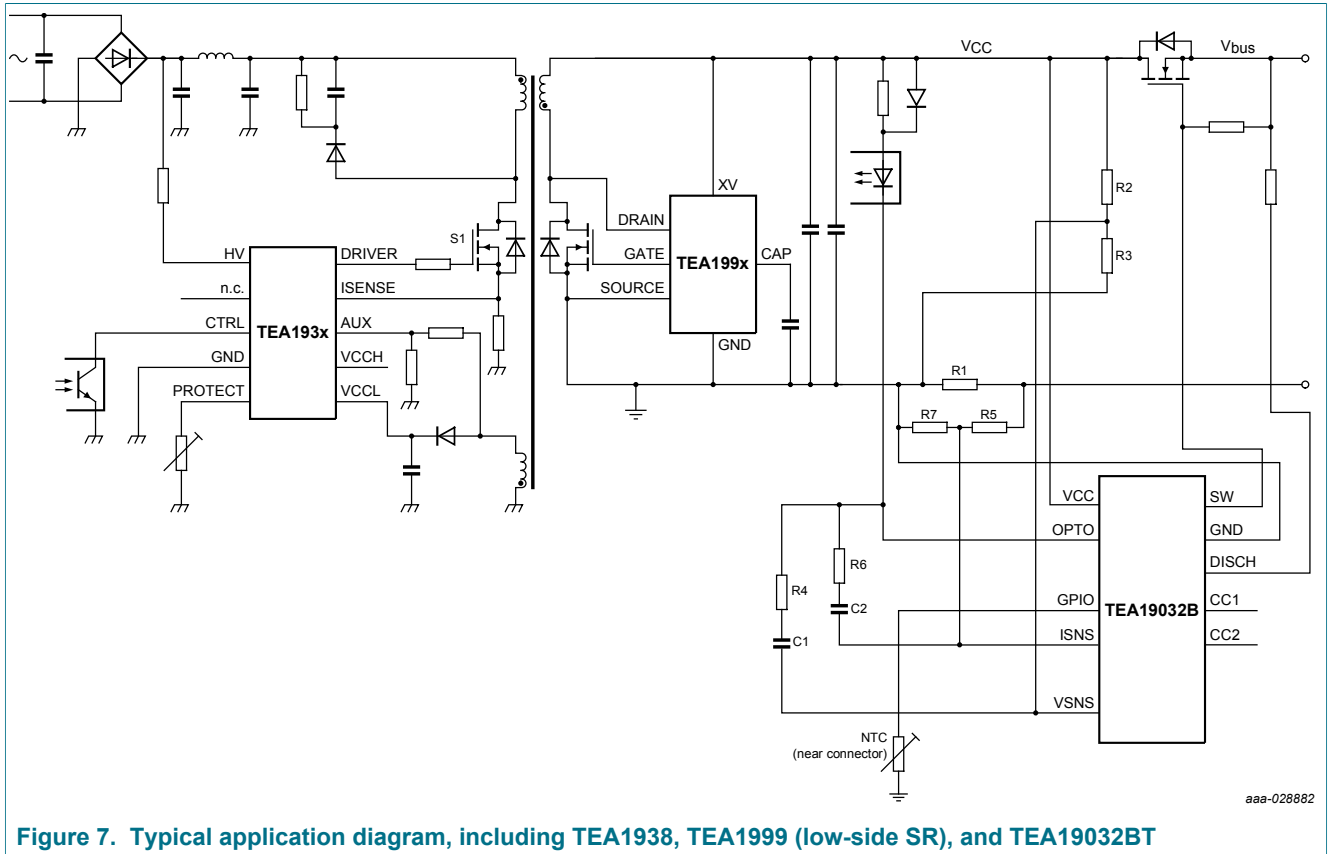 VCC
Vbus
R2
XV
DRAIN
S1
R3
HV
DRIVER
GATE
CAP
TEA199x
n.c.
ISENSE
SOURCE
CTRL
TEA193x
AUX
GND
VCCH
GND
PROTECT
VCCL
R1
R7
R5
VCC
SW
OPTO
GND
R6
DISCH
R4
GPIO
TEA19032B
CC1
C2
ISNS
CC2
C1
VSNS
NTC
(near connector)
aaa-028882
Figure 7. Typical application diagram, including TEA1938, TEA1999 (low-side SR), and TEA19032BT